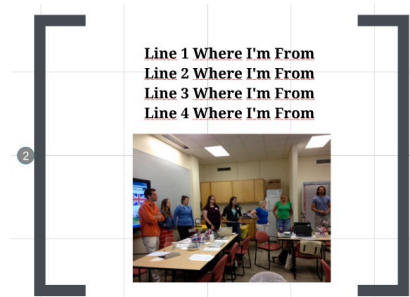 Line 1 Where I'm From
Line 2 Where I'm From
Line 3 Where I'm From
Line 4 Where I'm From
2